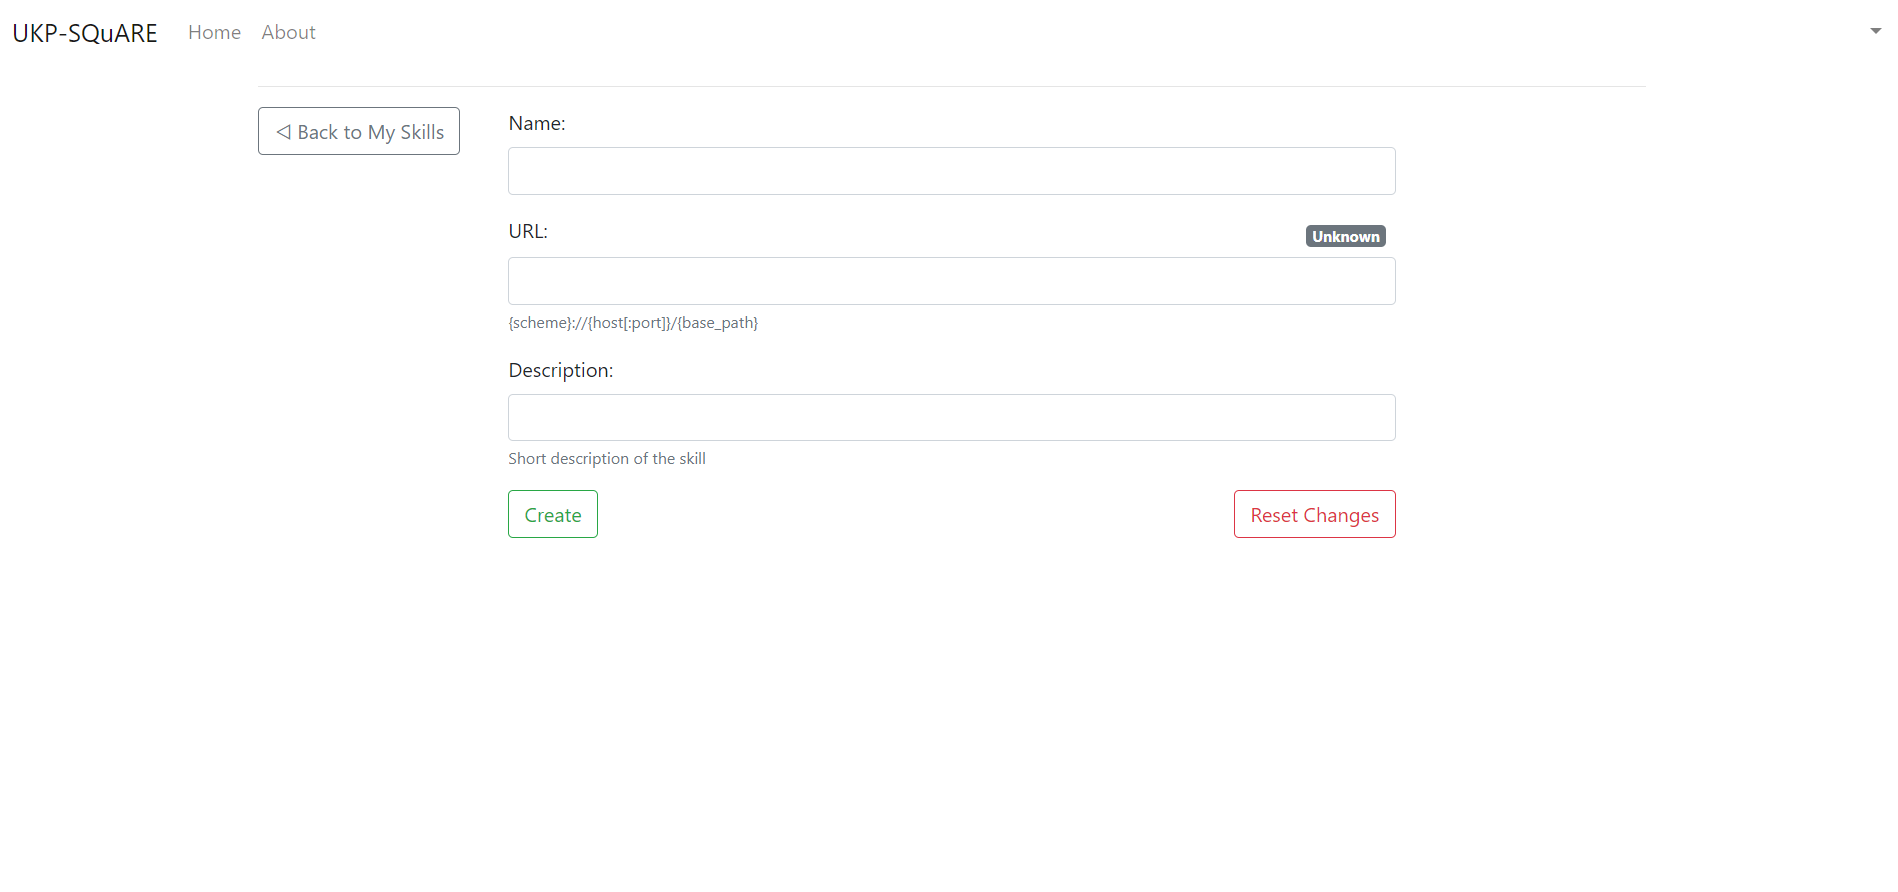 UKP-SQuARE Home About
◁ Back to My Skills
Name:
URL:
Unknown
{scheme}://{host[:port]}/{base_path}
Description:
Short description of the skill
Create
Reset Changes